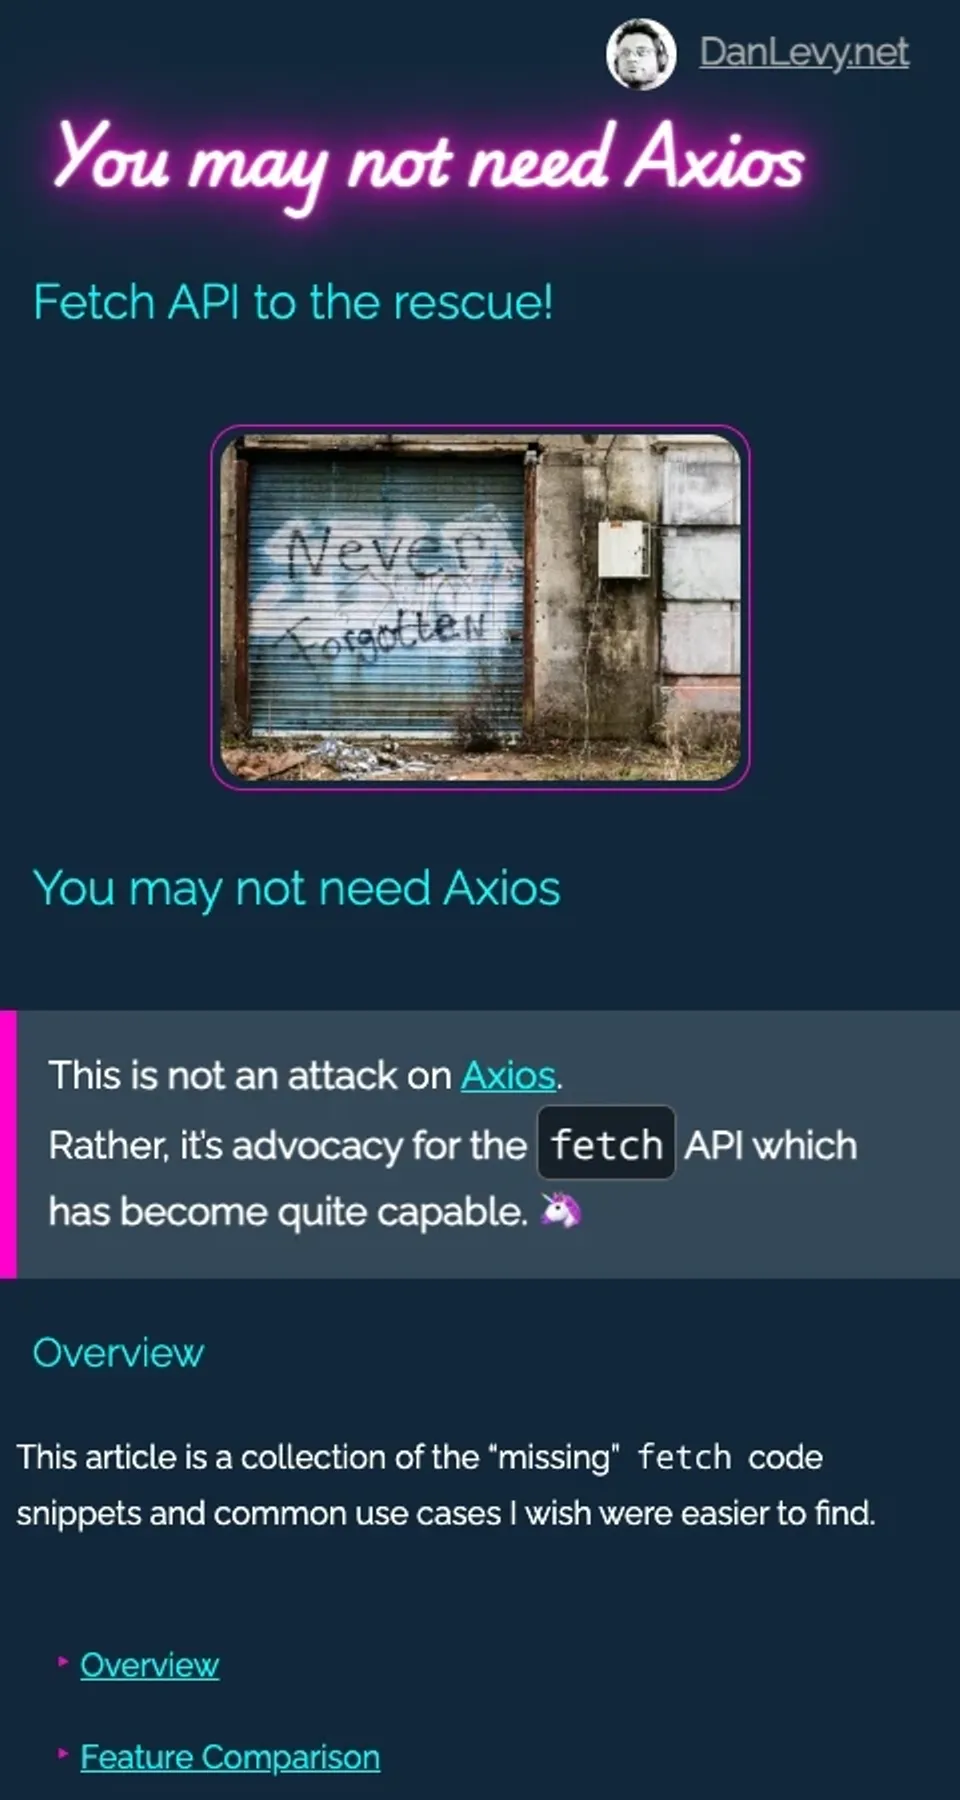 DanLevy.net
You may not need Axios
Fetch API to the rescue!
Never
Forgotten
You may not need Axios
This is not an attack on Axios.
Rather, it's advocacy for the fetch API which
has become quite capable. 🦄
Overview
This article is a collection of the “missing” fetch code
snippets and common use cases I wish were easier to find.
Overview
Feature Comparison